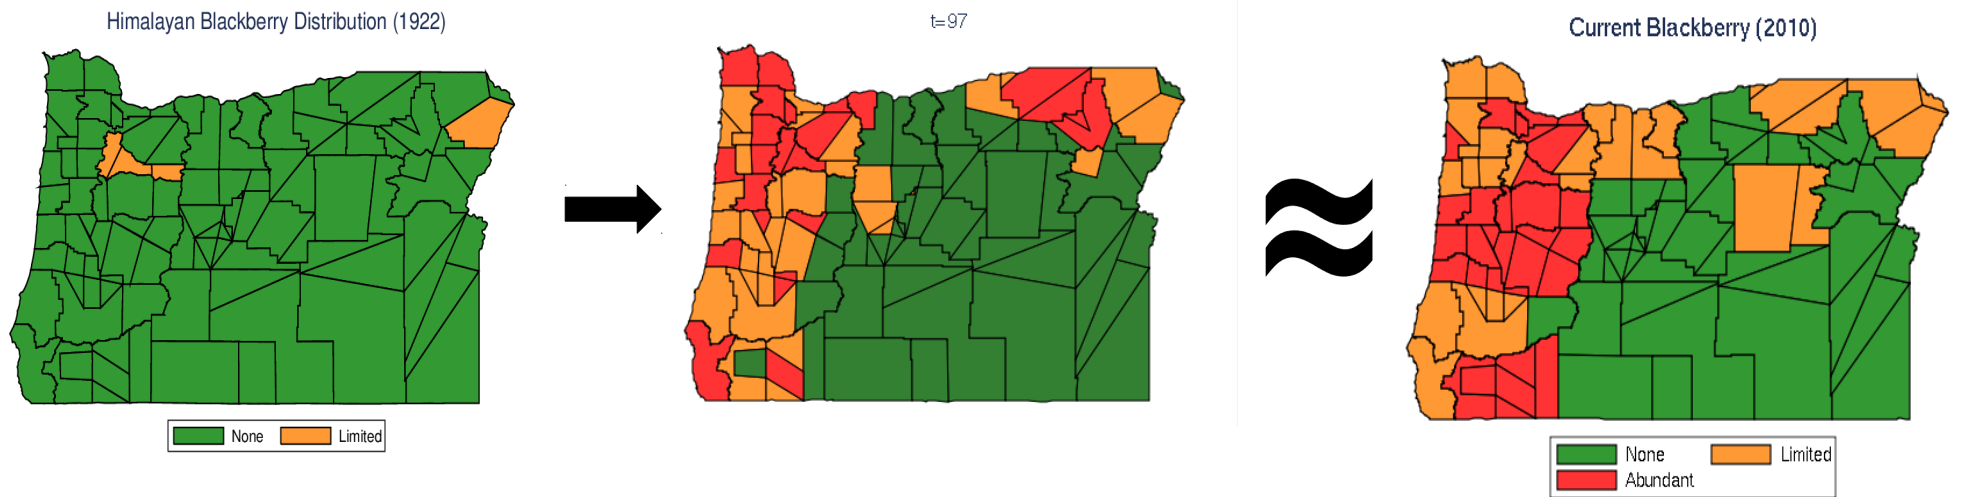 Himalayan Blackberry Distribution (1922)
t=97
Current Blackberry (2010)
None
Limited
None
Limited
Abundant